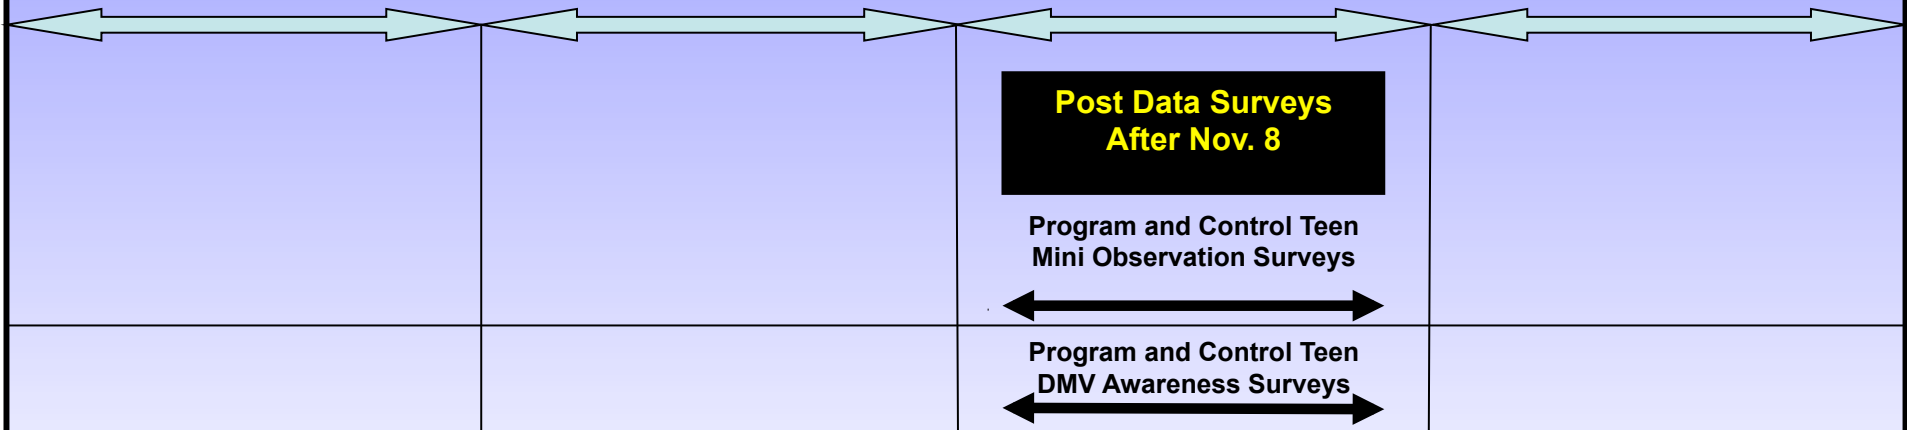 Post Data Surveys
After Nov. 8
Program and Control Teen
Mini Observation Surveys
Program and Control Teen
DMV Awareness Surveys